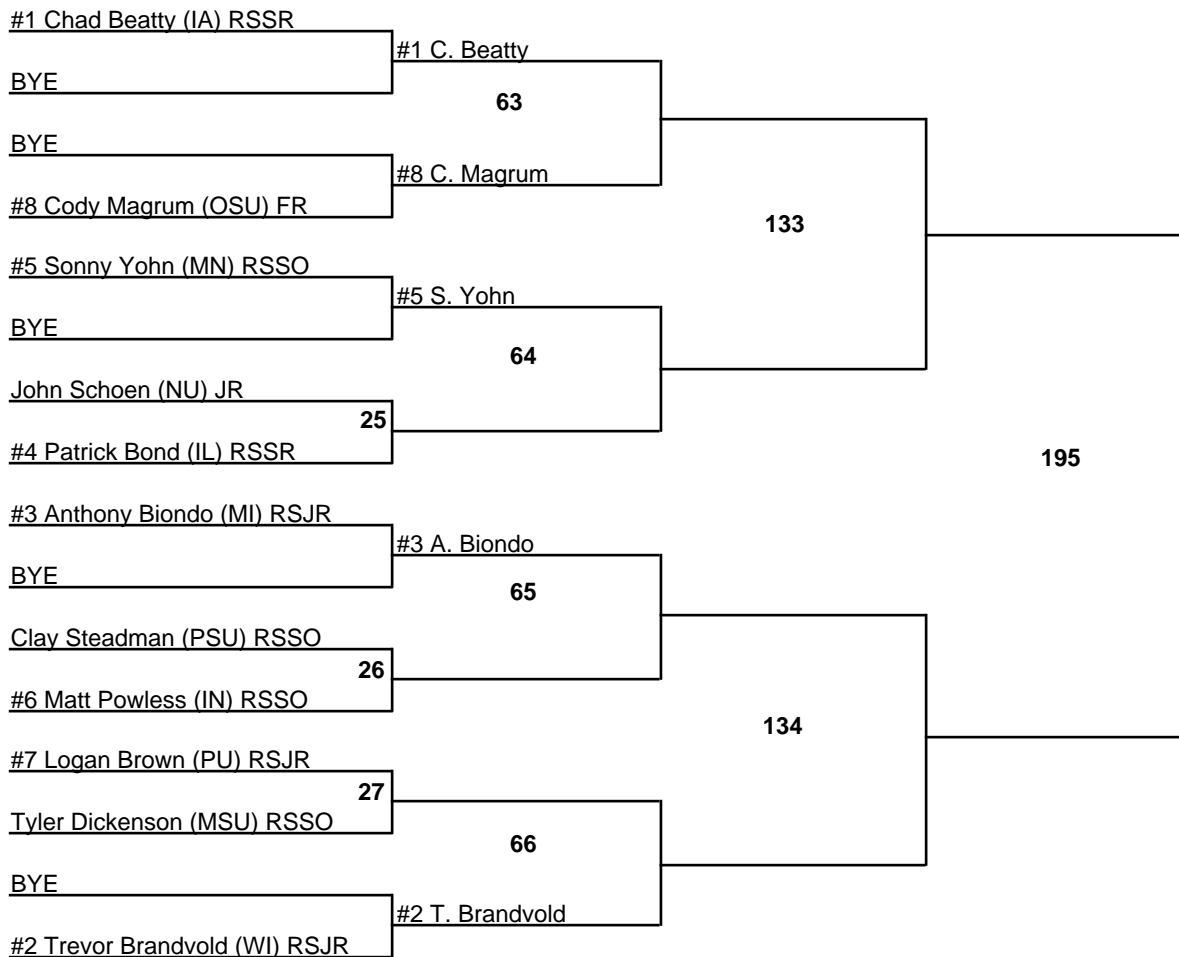 #1 Chad Beatty (IA) RSSR
#1 C. Beatty
BYE
63
BYE
#8 C. Magrum
#8 Cody Magrum (OSU) FR
133
#5 Sonny Yohn (MN) RSSO
#5 S. Yohn
BYE
64
John Schoen (NU) JR
25
#4 Patrick Bond (IL) RSSR
195
#3 Anthony Biondo (MI) RSJR
#3 A. Biondo
BYE
65
Clay Steadman (PSU) RSSO
26
#6 Matt Powless (IN) RSSO
134
#7 Logan Brown (PU) RSJR
27
Tyler Dickenson (MSU) RSSO
66
BYE
#2 T. Brandvold
#2 Trevor Brandvold (WI) RSJR